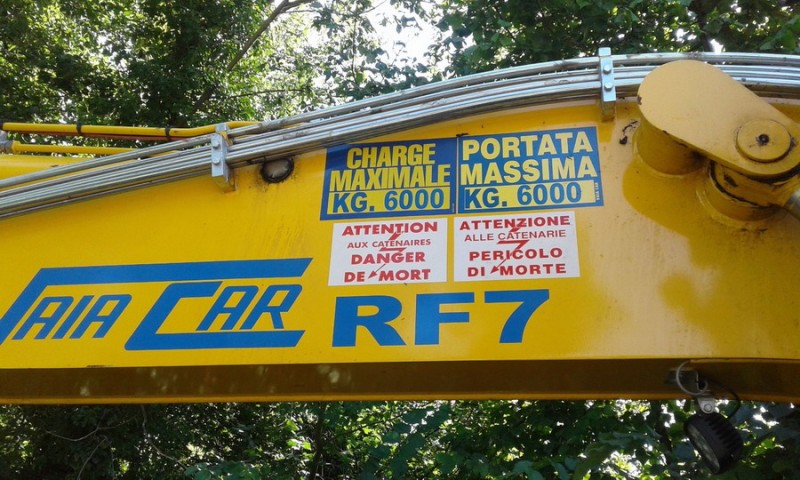 CHARGE
MAXIMALE
KG. 6000
PORTATA
MASSIMA
KG. 6000
ATTENTION
AUX CATENAIRES
DANGER
DE MORT
ATTENZIONE
ALLE CATENARIE
PERICOLO
DI MORTE
SAIA CAR RF7